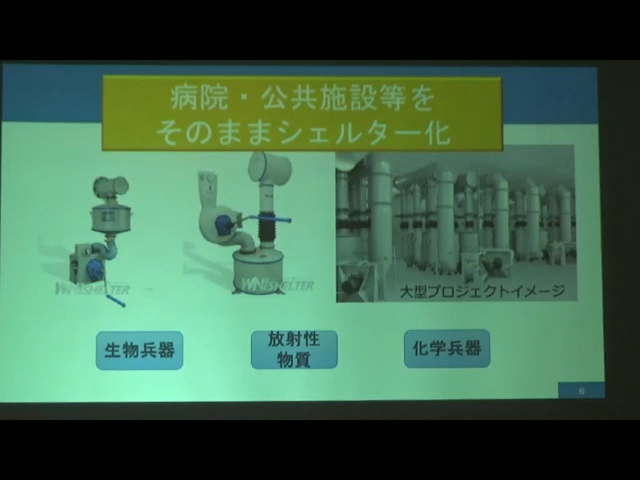 病院・公共施設等を
そのままシェルター化
大型プロジェクトイメージ
生物兵器
放射性
物質
化学兵器
6